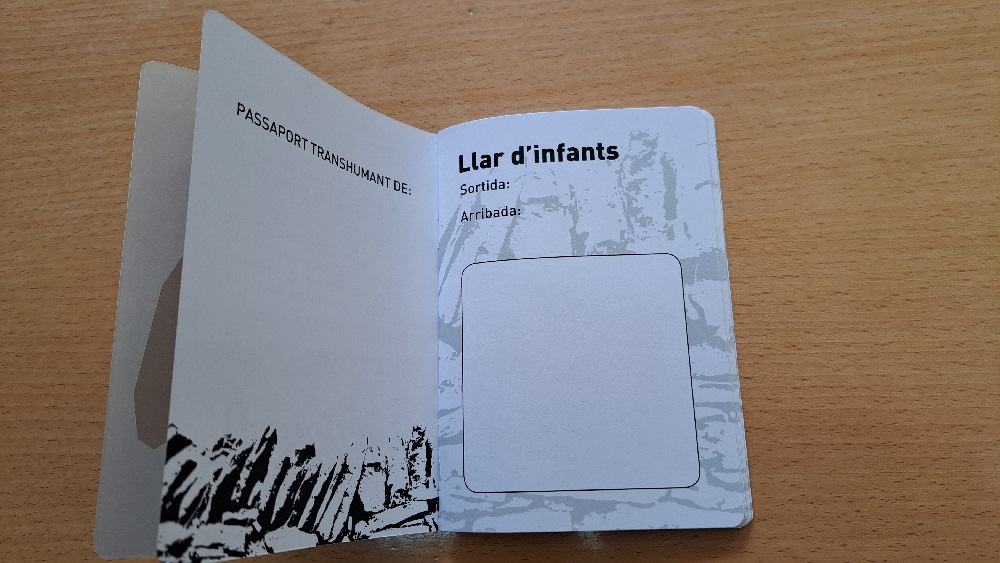 PASSAPORT TRANSHUMANT DE:
Llar d'infants
Sortida:
Arribada: